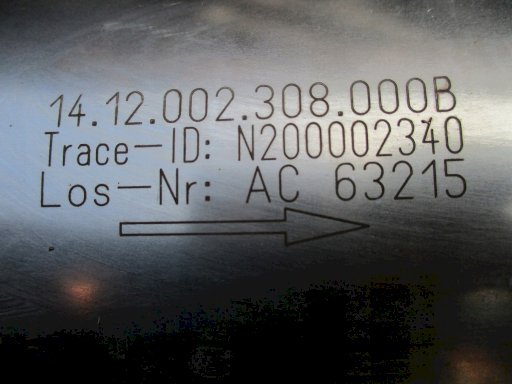 14.12.002.308.000B
Trace-ID: N200002340
Los-Nr: AC 63215